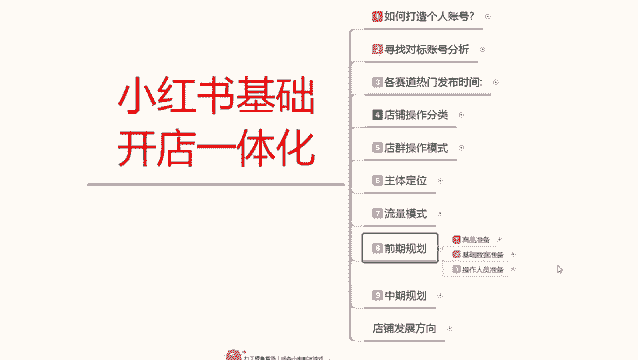 小红书基础
开店一体化
如何打造个人账号?
寻找对标账号分析
3 各赛道热门发布时间:
4 店铺操作分类
5 店群操作模式
6 主体定位
7 流量模式
8 前期规划
商品准备
基础数据准备
操作人员准备
9 中期规划
店铺发展方向